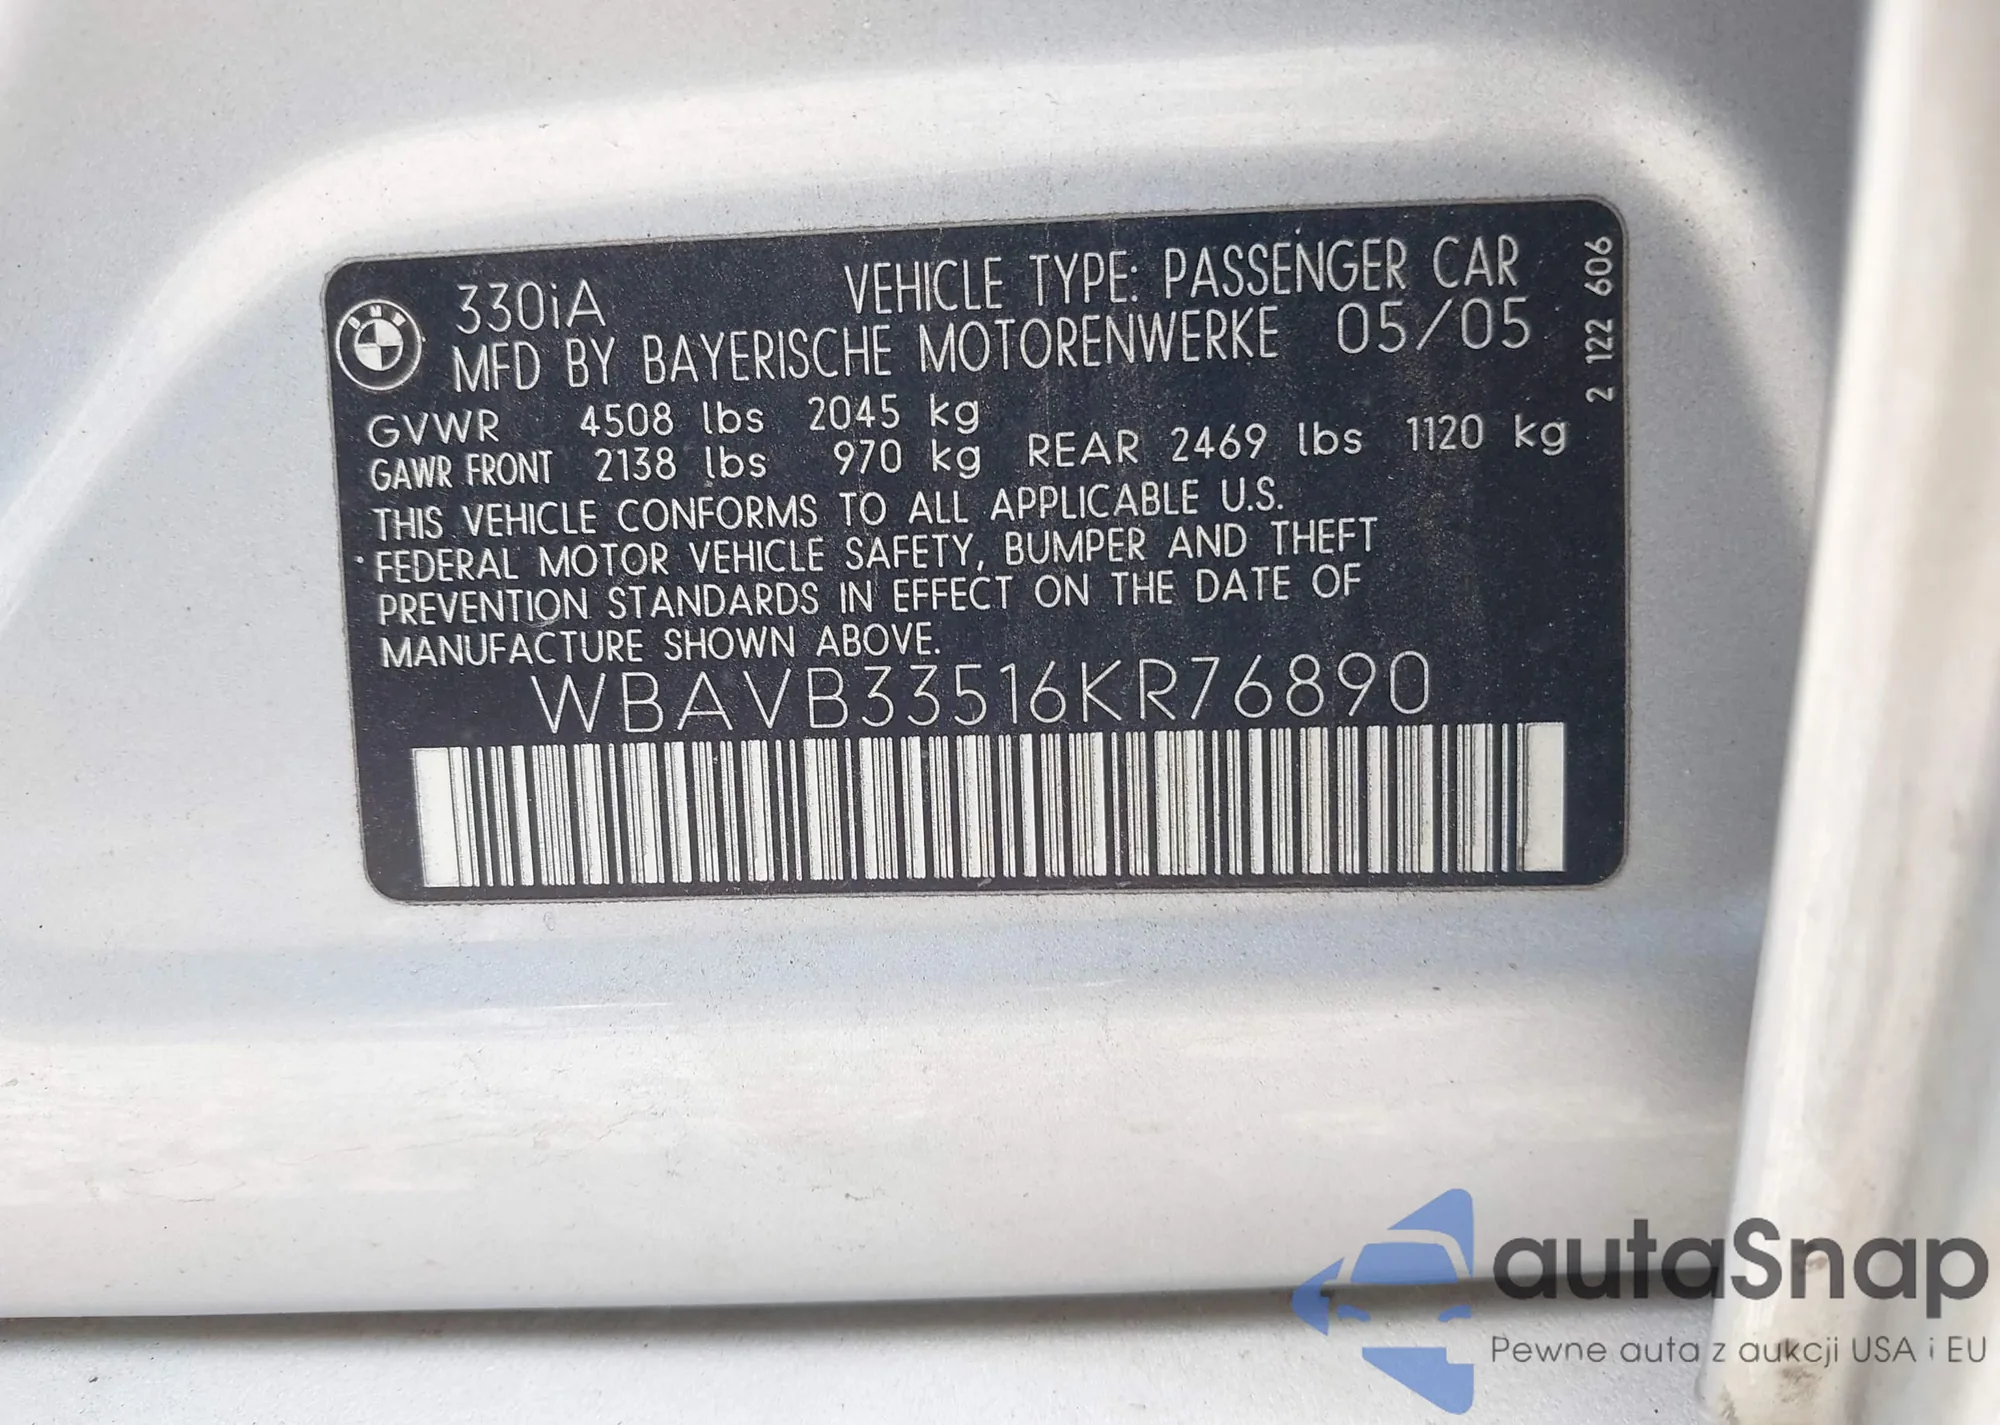 330iA VEHICLE TYPE: PASSENGER CAR
MFD BY BAYERISCHE MOTORENWERKE 05/05
GVWR 4508 lbs 2045 kg
GAWR FRONT 2138 lbs 970 kg REAR 2469 lbs 1120 kg
THIS VEHICLE CONFORMS TO ALL APPLICABLE U.S.
FEDERAL MOTOR VEHICLE SAFETY, BUMPER AND THEFT
PREVENTION STANDARDS IN EFFECT ON THE DATE OF
MANUFACTURE SHOWN ABOVE.
WBAVB33516KR76890
2 122 606
BMW
autaSnap
Pewne auta z aukcji USA i EU